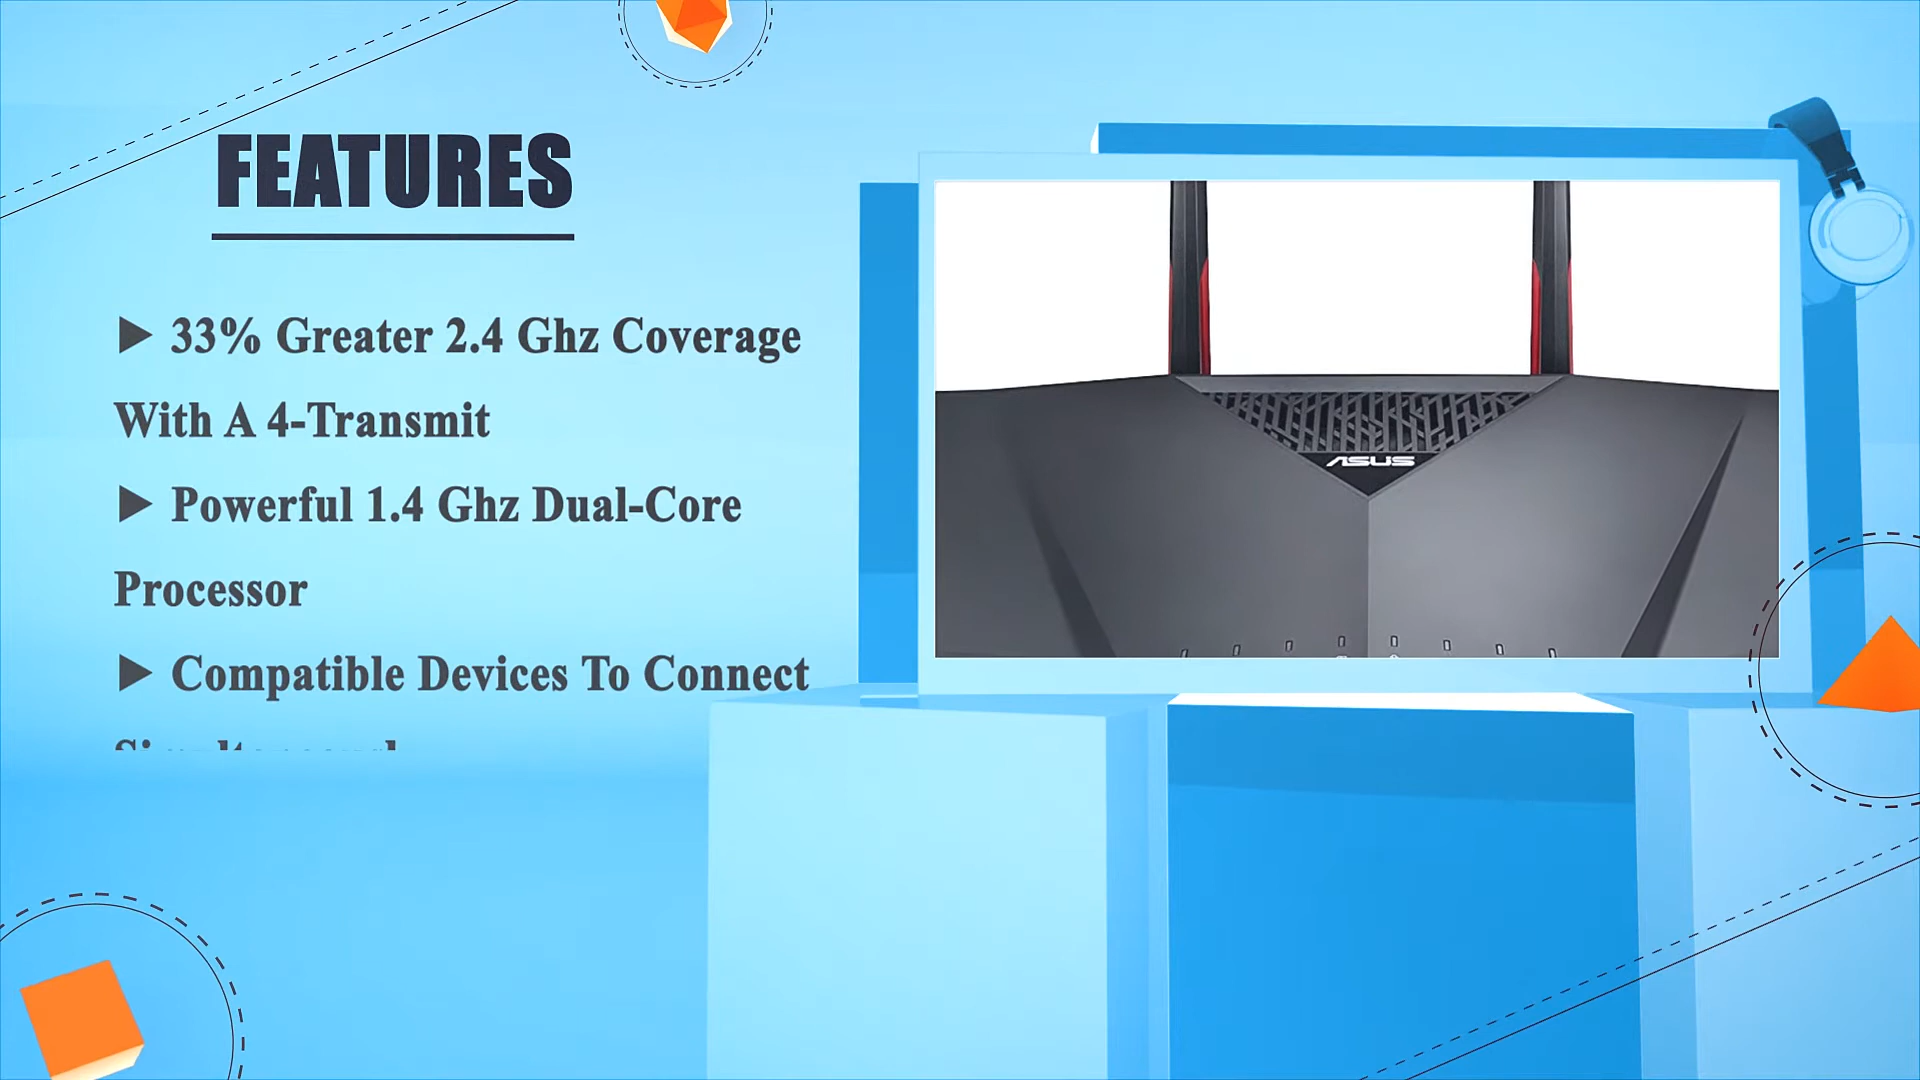 FEATURES
▶ 33% Greater 2.4 Ghz Coverage
With A 4-Transmit
▶ Powerful 1.4 Ghz Dual-Core
Processor
▶ Compatible Devices To Connect
ASUS